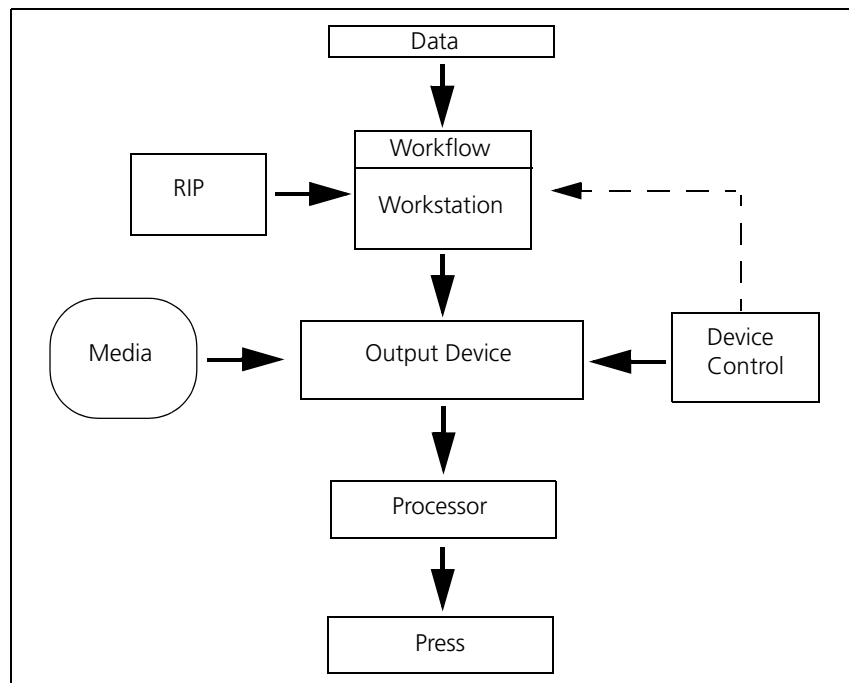 Data
Workflow
RIP
Workstation
Media
Output Device
Device
Control
Processor
Press